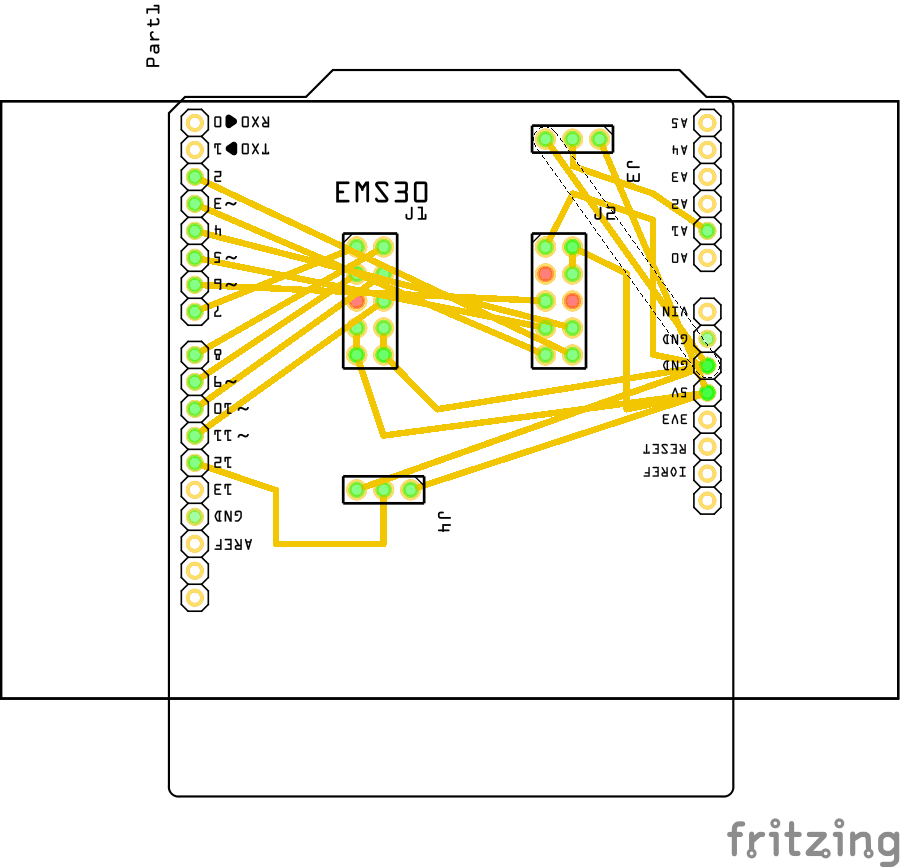 Part1
0◀RX0
1▶TX0
2
3~
4
5~
6~
7
8
9~
10~
11~
12
13
GND
AREF
EMS30
J1
J2
J3
A5
A4
A3
A2
A1
A0
VIN
GND
GND
5V
3V3
RESET
IOREF
J4
fritzing